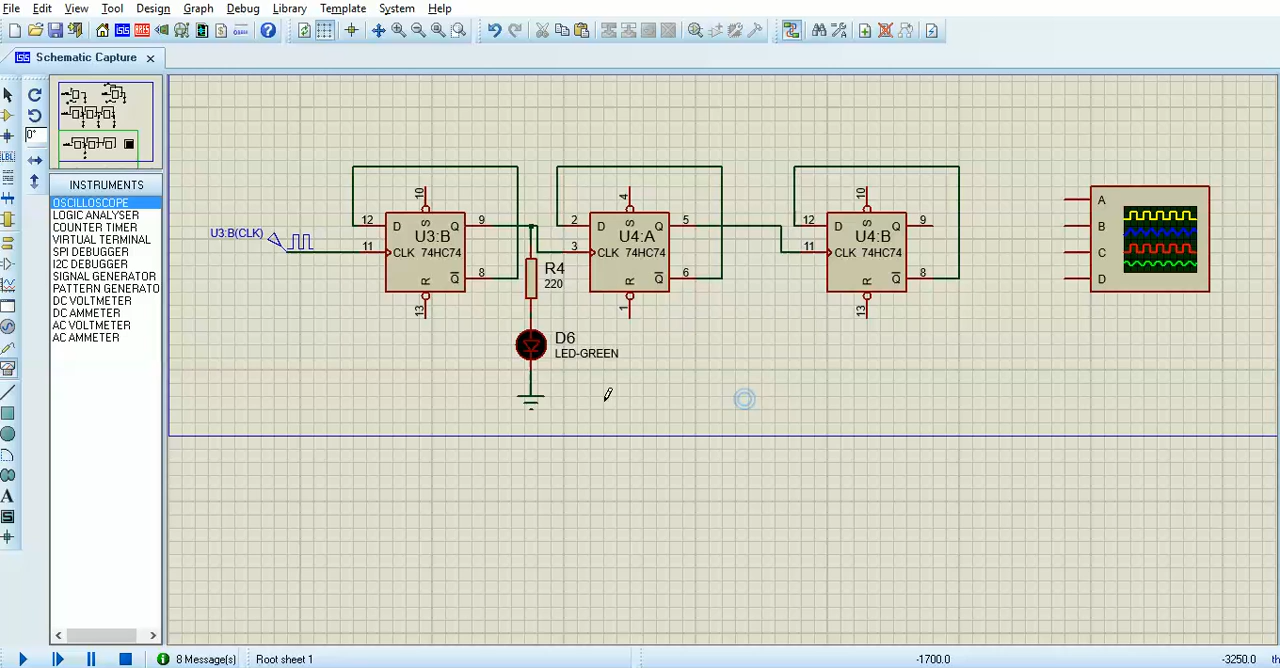 File Edit View Tool Design Graph Debug Library Template System Help
Schematic Capture
0°
LBL
A
S
INSTRUMENTS
OSCILLOSCOPE
LOGIC ANALYSER
COUNTER TIMER
VIRTUAL TERMINAL
SPI DEBUGGER
I2C DEBUGGER
SIGNAL GENERATOR
PATTERN GENERATO
DC VOLTMETER
DC AMMETER
AC VOLTMETER
AC AMMETER
U3:B(CLK)
10
12 D S Q 9
U3:B
11 CLK 74HC74
R Q 8
13
4
2 D S Q 5
U4:A
3 CLK 74HC74
R Q 6
1
10
12 D S Q 9
U4:B
11 CLK 74HC74
R Q 8
13
R4
220
D6
LED-GREEN
A
B
C
D
8 Message(s)
Root sheet 1
-1700.0
-3250.0
th